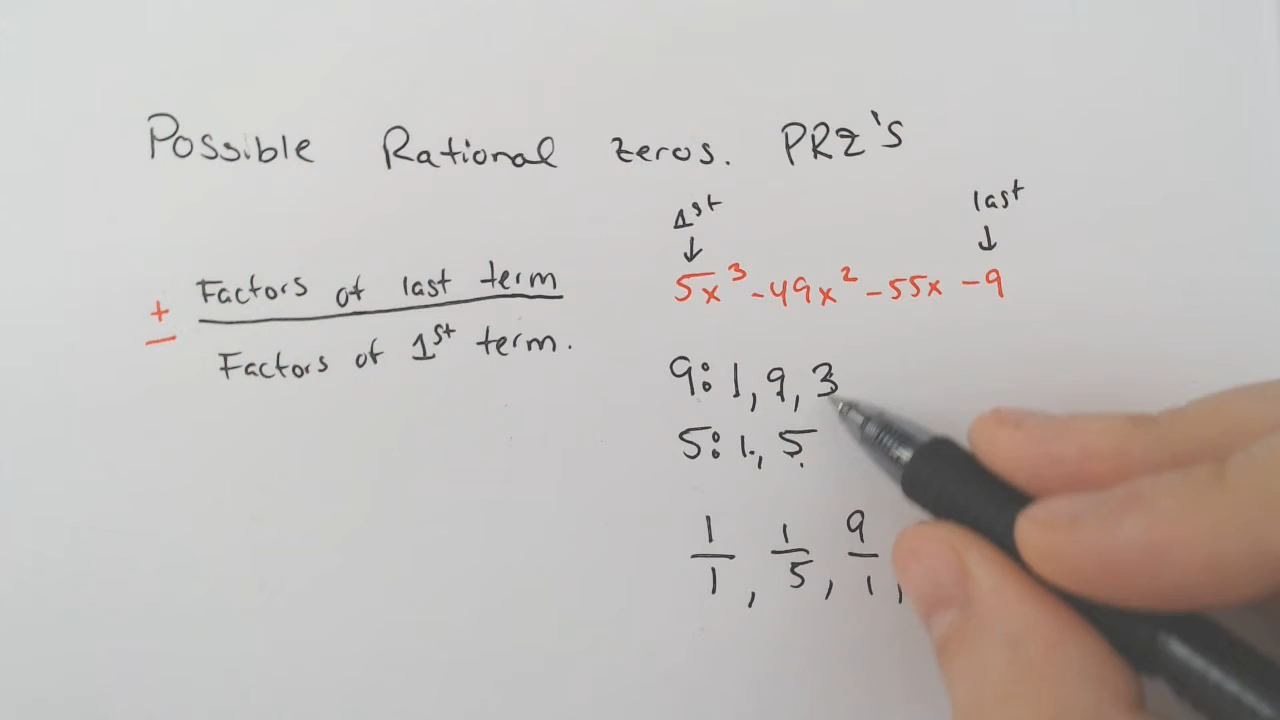 Possible Rational zeros. PRZ's
1st
last
± Factors of last term
Factors of 1st term.
5x³ - 49x² - 55x - 9
9: 1, 9, 3
5: 1, 5
1/1, 1/5, 9/1,